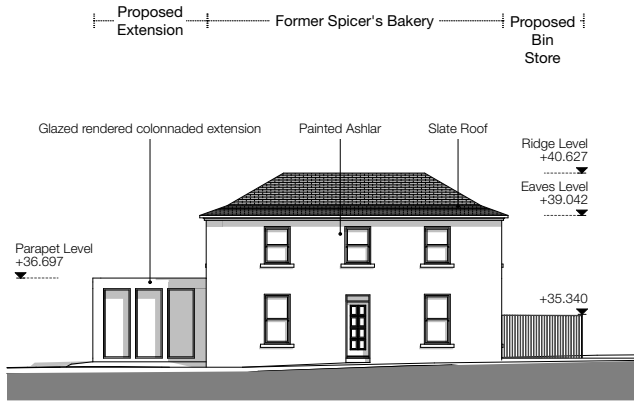 Proposed
Extension
Former Spicer's Bakery
Proposed
Bin
Store
Glazed rendered colonnaded extension
Painted Ashlar
Slate Roof
Ridge Level
+40.627
Eaves Level
+39.042
Parapet Level
+36.697
+35.340